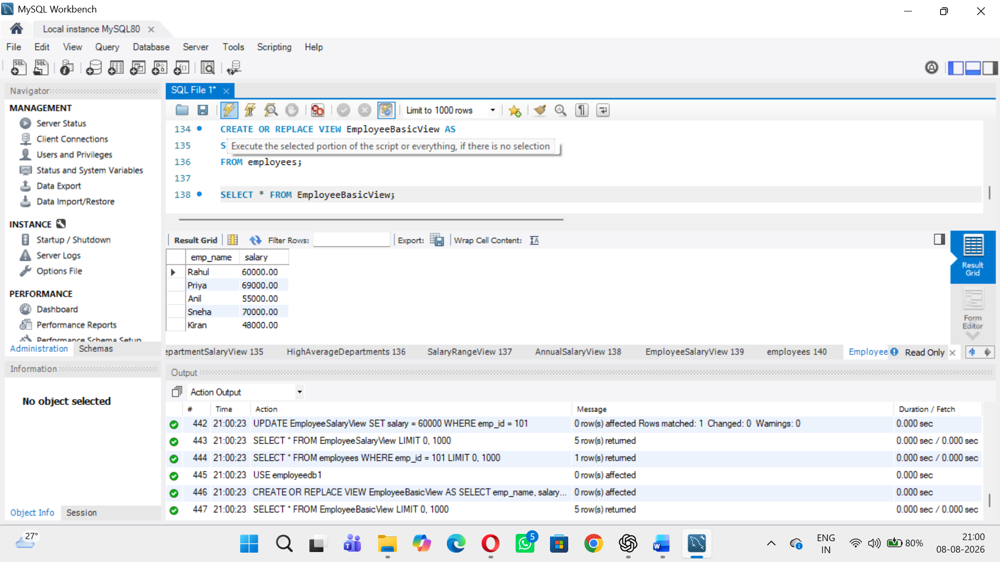 MySQL Workbench
Local instance MySQL80
File Edit View Query Database Server Tools Scripting Help
Navigator
MANAGEMENT
Server Status
Client Connections
Users and Privileges
Status and System Variables
Data Export
Data Import/Restore
INSTANCE
Startup / Shutdown
Server Logs
Options File
PERFORMANCE
Dashboard
Performance Reports
Performance Schema Setup
Administration Schemas
Information
No object selected
Object Info Session
SQL File 1*
Limit to 1000 rows
134 CREATE OR REPLACE VIEW EmployeeBasicView AS
135 S
Execute the selected portion of the script or everything, if there is no selection
136 FROM employees;
137
138 SELECT * FROM EmployeeBasicView;
Result Grid Filter Rows: Export: Wrap Cell Content:
emp_name salary
Rahul 60000.00
Priya 69000.00
Anil 55000.00
Sneha 70000.00
Kiran 48000.00
Result Grid
Form Editor
epartmentSalaryView 135 HighAverageDepartments 136 SalaryRangeView 137 AnnualSalaryView 138 EmployeeSalaryView 139 employees 140 Employee Read Only
Output
Action Output
# Time Action Message Duration / Fetch
442 21:00:23 UPDATE EmployeeSalaryView SET salary = 60000 WHERE emp_id = 101 0 row(s) affected Rows matched: 1 Changed: 0 Warnings: 0 0.000 sec
443 21:00:23 SELECT * FROM EmployeeSalaryView LIMIT 0, 1000 5 row(s) returned 0.000 sec / 0.000 sec
444 21:00:23 SELECT * FROM employees WHERE emp_id = 101 LIMIT 0, 1000 1 row(s) returned 0.000 sec / 0.000 sec
445 21:00:23 USE employeedb1 0 row(s) affected 0.000 sec
446 21:00:23 CREATE OR REPLACE VIEW EmployeeBasicView AS SELECT emp_name, salary... 0 row(s) affected 0.000 sec
447 21:00:23 SELECT * FROM EmployeeBasicView LIMIT 0, 1000 5 row(s) returned 0.000 sec / 0.000 sec
27°
5
ENG
IN
80%
21:00
08-08-2026